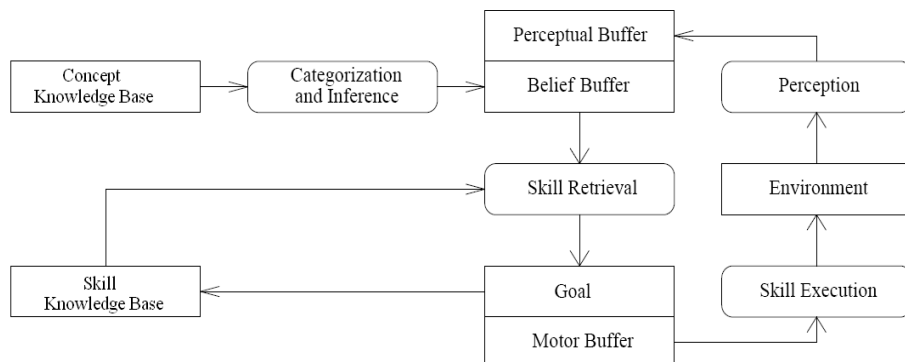 Perceptual Buffer
Concept
Knowledge Base
Categorization
and Inference
Belief Buffer
Perception
Skill Retrieval
Environment
Skill
Knowledge Base
Goal
Skill Execution
Motor Buffer